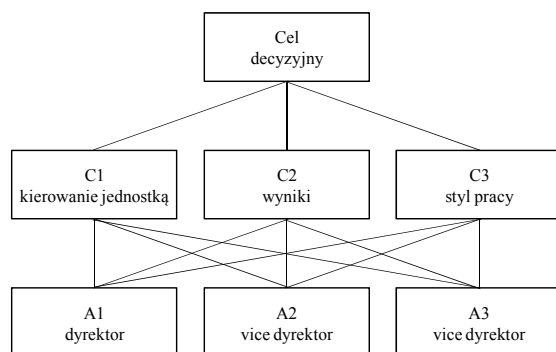 Cel
decyzyjny
C1
kierowanie jednostką
C2
wyniki
C3
styl pracy
A1
dyrektor
A2
vice dyrektor
A3
vice dyrektor